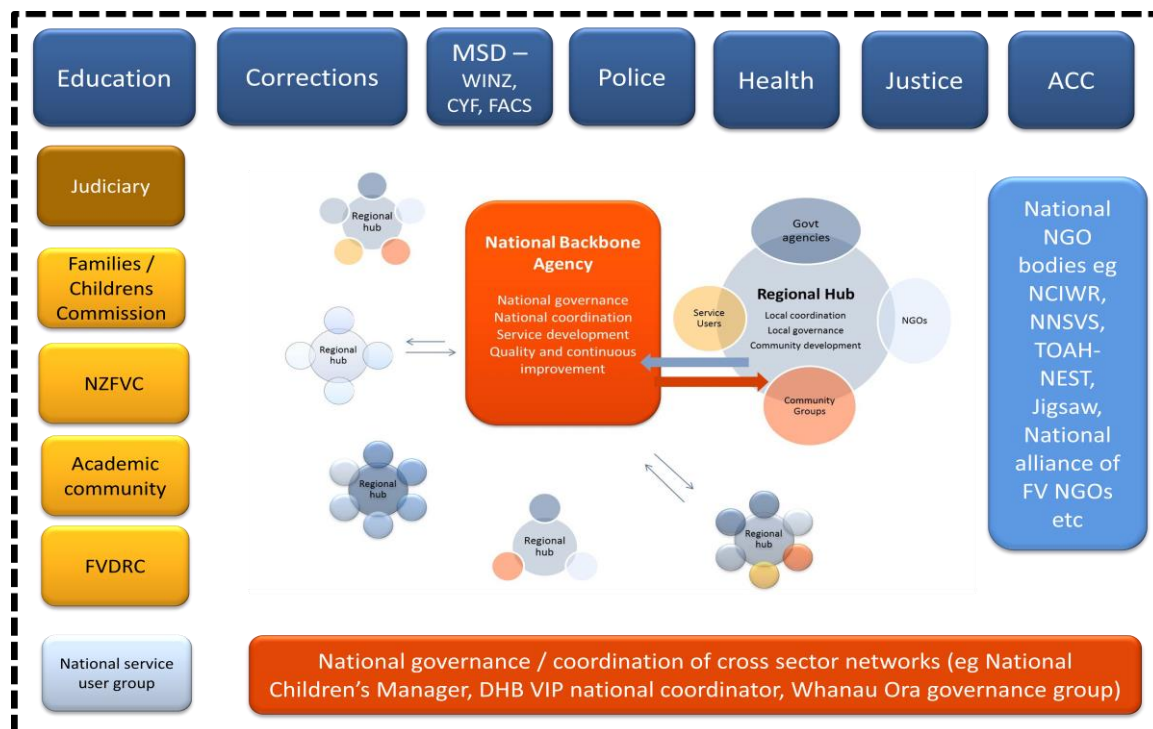 Education
Corrections
MSD –
WINZ,
CYF, FACS
Police
Health
Justice
ACC
Judiciary
Families /
Childrens
Commission
NZFVC
Academic
community
FVDRC
National service
user group
Regional
hub
Regional
hub
Regional
hub
Regional
hub
Regional
hub
National Backbone
Agency
National governance
National coordination
Service development
Quality and continuous
improvement
Govt
agencies
Regional Hub
Local coordination
Local governance
Community development
Service
Users
NGOs
Community
Groups
National
NGO
bodies eg
NCIWR,
NNSVS,
TOAH-
NEST,
Jigsaw,
National
alliance of
FV NGOs
etc
National governance / coordination of cross sector networks (eg National
Children’s Manager, DHB VIP national coordinator, Whanau Ora governance group)